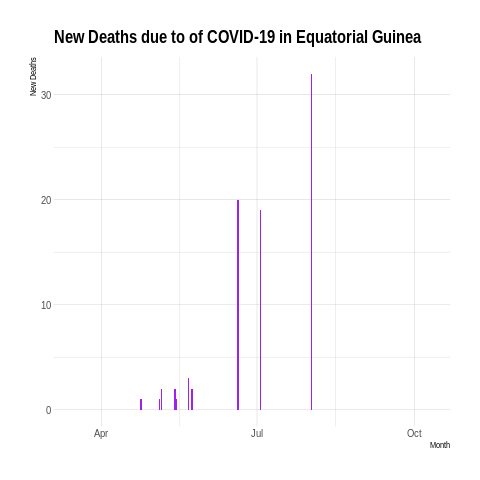 New Deaths due to of COVID-19 in Equatorial Guinea
New Deaths
30
20
10
0
Apr
Jul
Oct
Month